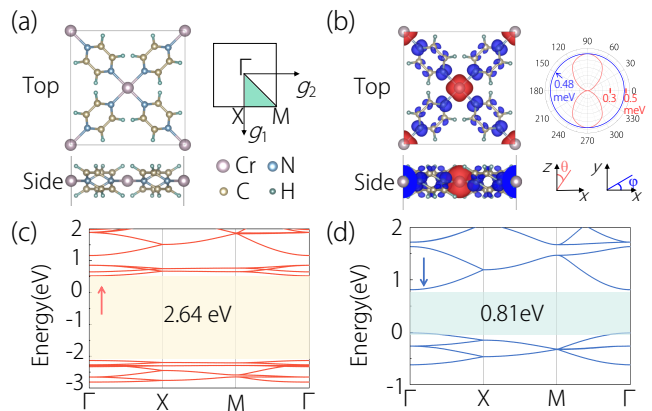 (a)
Top
Γ
g2
X
M
g1
Side
Cr
N
C
H
(b)
Top
90
120
60
150
30
180
0
0.48
meV
0.3
0.5
meV
210
330
240
300
270
Side
z
θ
x
y
φ
x
(c)
Energy(eV)
2
1
0
-1
-2
-3
2.64 eV
Γ
X
M
Γ
(d)
Energy(eV)
2
1
0
-1
0.81eV
Γ
X
M
Γ